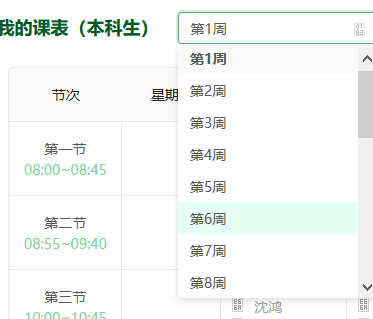 我的课表（本科生）
第1周
节次
星期
第1周
第2周
第3周
第4周
第5周
第6周
第7周
第8周
第一节
08:00~08:45
第二节
08:55~09:40
第三节
10:00~10:45
沈鸿